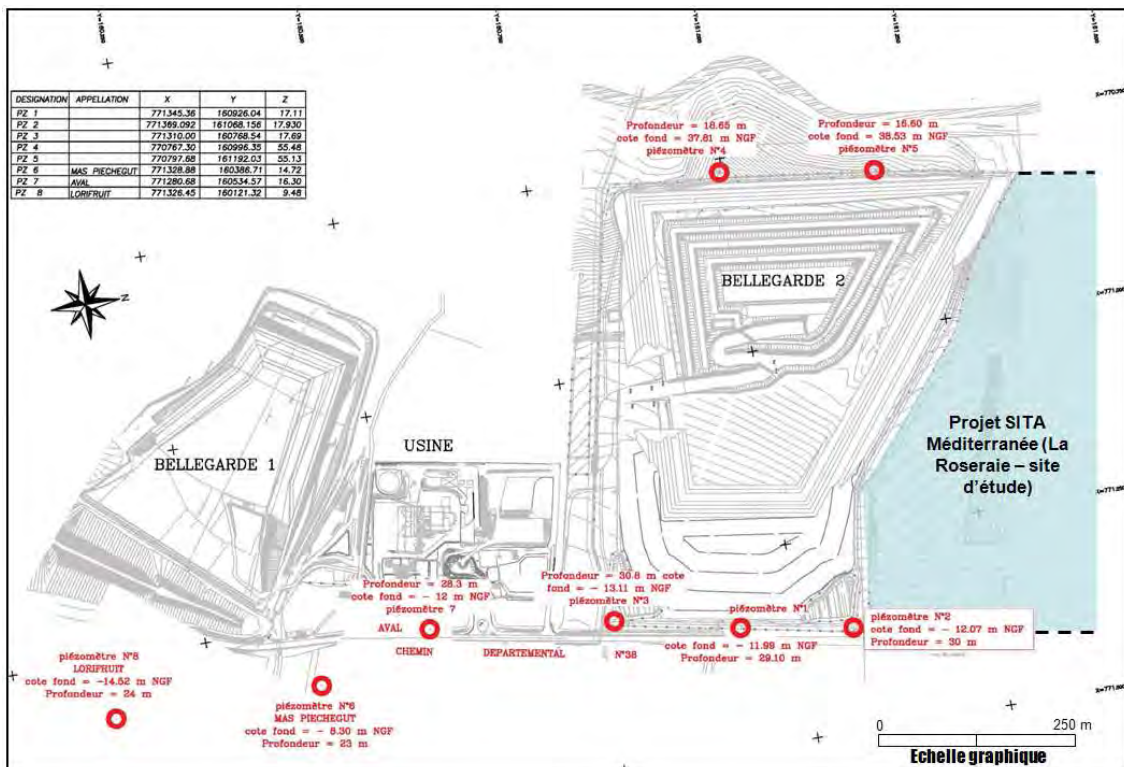 DESIGNATION APPELLATION X Y Z
PZ 1 771345.36 160926.04 17.11
PZ 2 771369.092 161068.156 17.930
PZ 3 771310.00 160768.54 17.69
PZ 4 770767.30 160996.35 55.48
PZ 5 770797.68 161192.03 55.13
PZ 6 MAS PIECHEGUT 771328.88 160386.71 14.72
PZ 7 AVAL 771280.68 160534.57 16.30
PZ 8 LORIFRUIT 771326.45 160121.32 9.48
Profondeur = 18.65 m
cote fond = 37.81 m NGF
piézomètre N°4
Profondeur = 16.60 m
cote fond = 38.53 m NGF
piézomètre N°5
N
BELLEGARDE 2
BELLEGARDE 1
USINE
Projet SITA
Méditerranée (La
Roseraie – site
d'étude)
Profondeur = 28.3 m
cote fond = - 12 m NGF
piézomètre 7
AVAL
CHEMIN DEPARTEMENTAL N°38
Profondeur = 30.8 m cote
fond = - 13.11 m NGF
piézomètre N°3
piézomètre N°1
cote fond = - 11.99 m NGF
Profondeur = 29.10 m
piézomètre N°2
cote fond = - 12.07 m NGF
Profondeur = 30 m
piézomètre N°8
LORIFRUIT
cote fond = -14.52 m NGF
Profondeur = 24 m
piézomètre N°6
MAS PIECHEGUT
cote fond = - 8.30 m NGF
Profondeur = 23 m
0 250 m
Echelle graphique